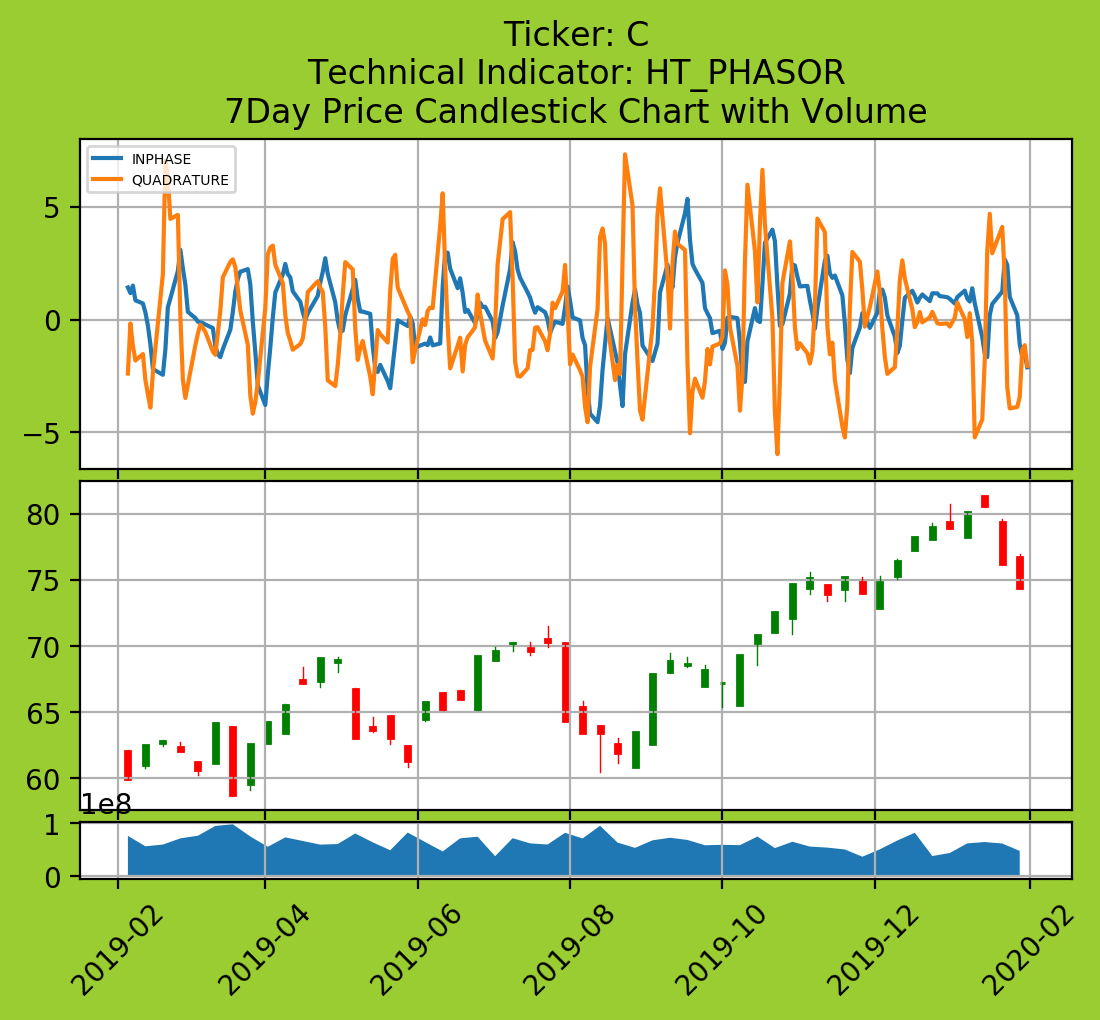 Ticker: C
Technical Indicator: HT_PHASOR
7Day Price Candlestick Chart with Volume
INPHASE
QUADRATURE
5
0
−5
80
75
70
65
60
1e8
1
0
2019-02
2019-04
2019-06
2019-08
2019-10
2019-12
2020-02